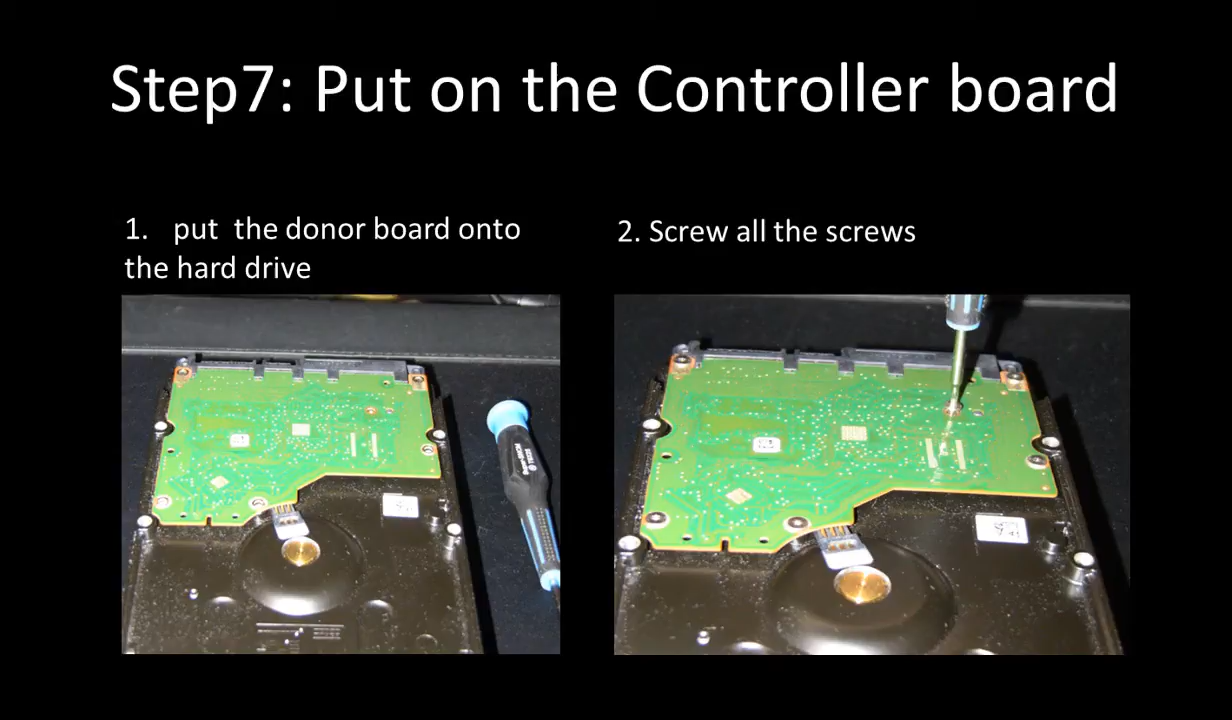 Step7: Put on the Controller board
1. put the donor board onto
the hard drive
2. Screw all the screws